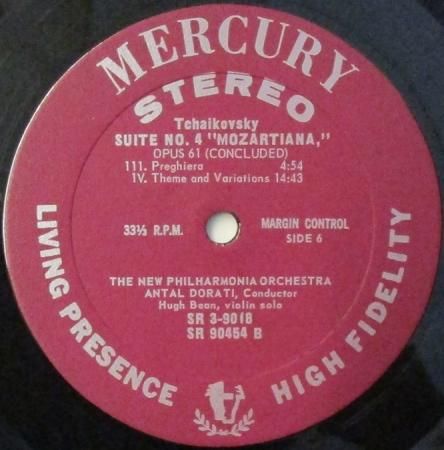 MERCURY
STEREO
Tchaikovsky
SUITE NO. 4 "MOZARTIANA,"
OPUS 61 (CONCLUDED)
111. Preghiera 4:54
1V. Theme and Variations 14:43
33⅓ R.P.M.
MARGIN CONTROL
SIDE 6
THE NEW PHILHARMONIA ORCHESTRA
ANTAL DORATI, Conductor
Hugh Bean, violin solo
SR 3-9018
SR 90454 B
LIVING PRESENCE
HIGH FIDELITY